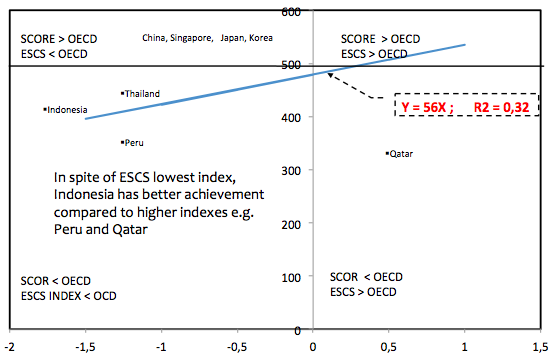 600
SCORE > OECD
ESCS < OECD
China, Singapore, Japan, Korea
SCORE > OECD
ESCS > OECD
500
Thailand
Indonesia
400
Y = 56X ; R2 = 0,32
Peru
Qatar
300
In spite of ESCS lowest index,
Indonesia has better achievement
compared to higher indexes e.g.
Peru and Qatar
200
100
SCOR < OECD
ESCS INDEX < OCD
SCOR < OECD
ESCS > OECD
0
-2 -1,5 -1 -0,5 0 0,5 1 1,5